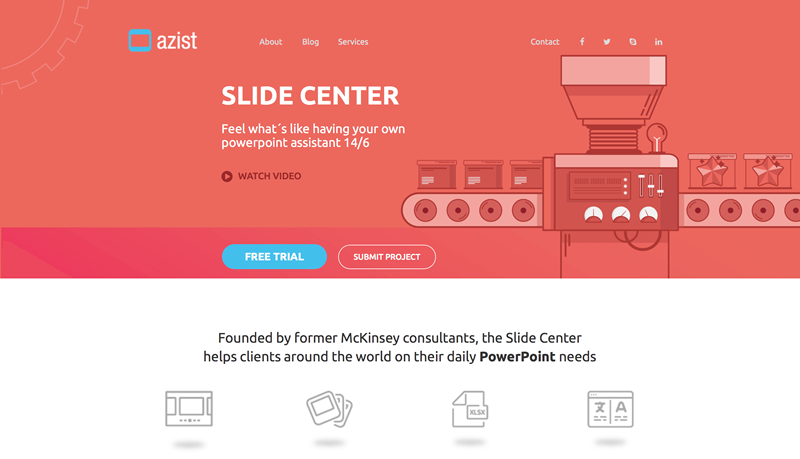 azist
About Blog Services Contact
SLIDE CENTER
Feel what´s like having your own
powerpoint assistant 14/6
WATCH VIDEO
FREE TRIAL
SUBMIT PROJECT
Founded by former McKinsey consultants, the Slide Center
helps clients around the world on their daily PowerPoint needs
XLSX
文 A